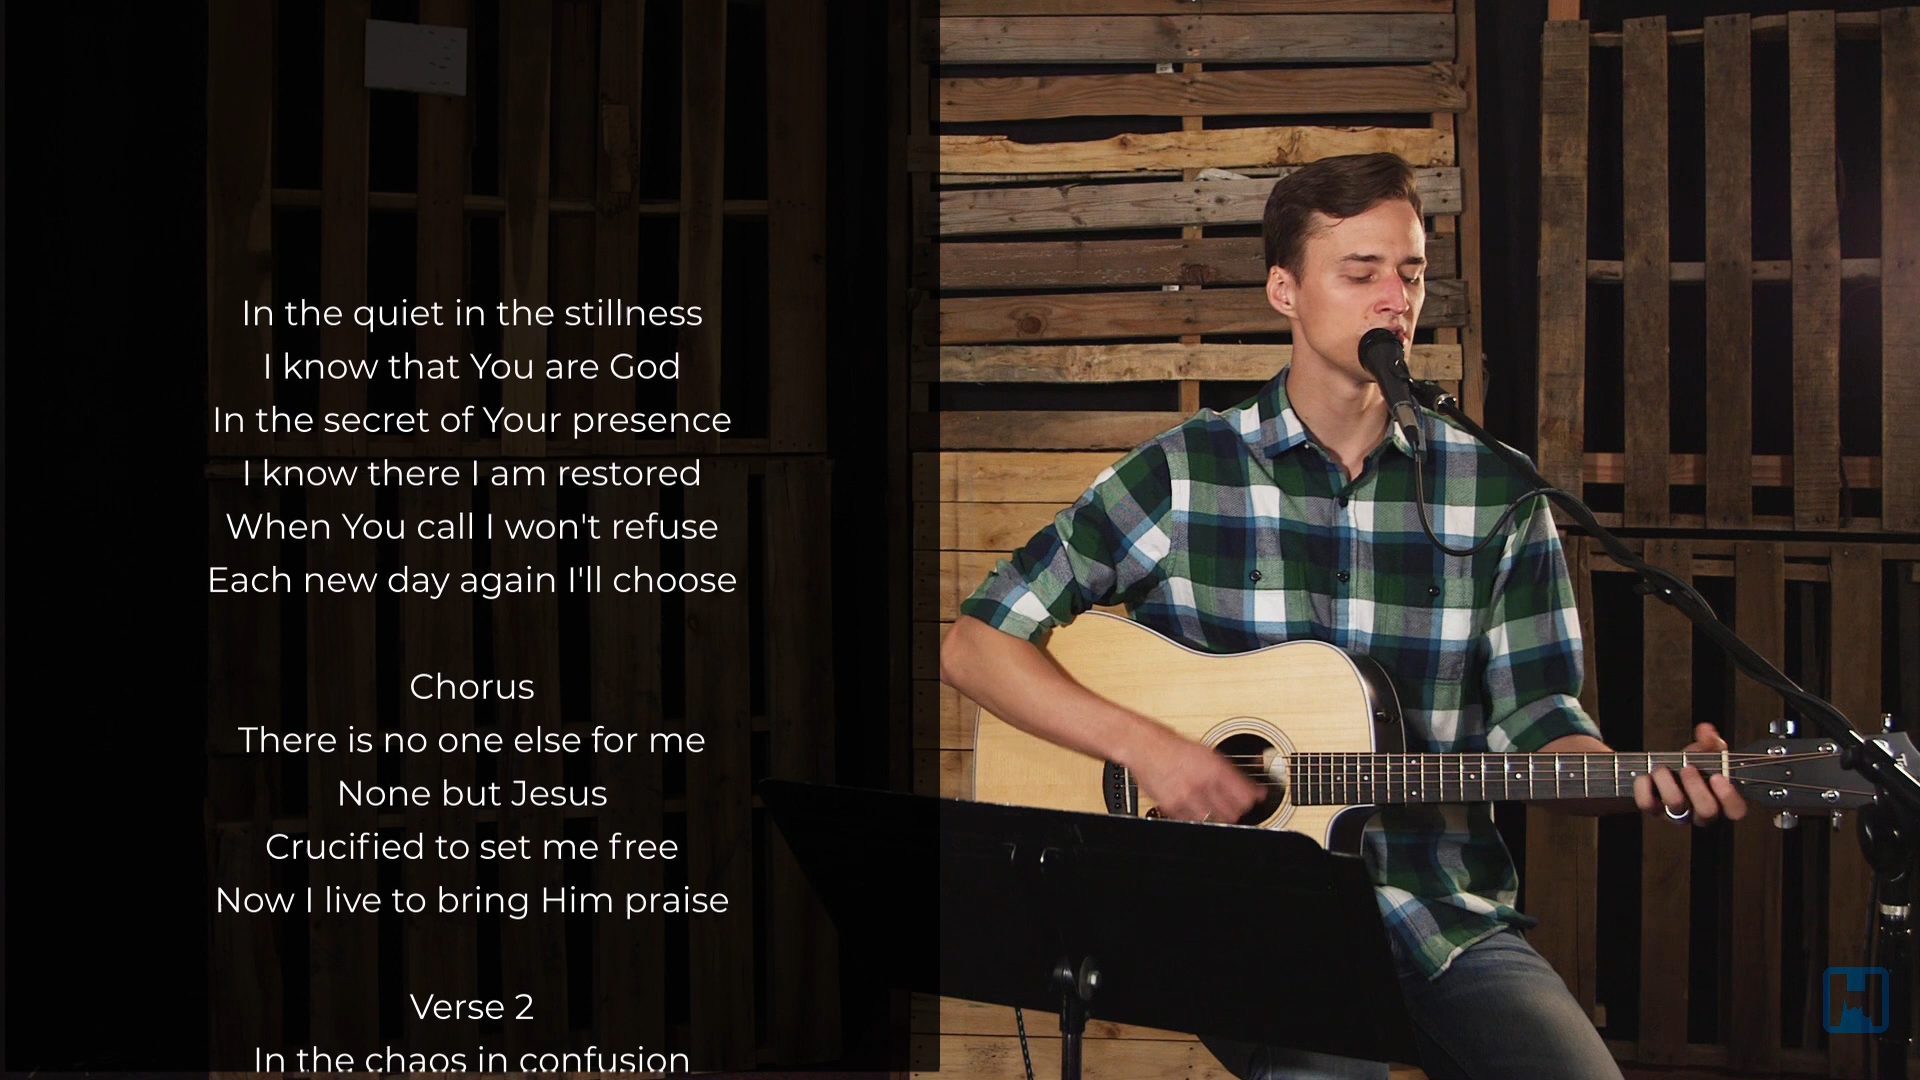 In the quiet in the stillness
I know that You are God
In the secret of Your presence
I know there I am restored
When You call I won't refuse
Each new day again I'll choose
Chorus
There is no one else for me
None but Jesus
Crucified to set me free
Now I live to bring Him praise
Verse 2
In the chaos in confusion